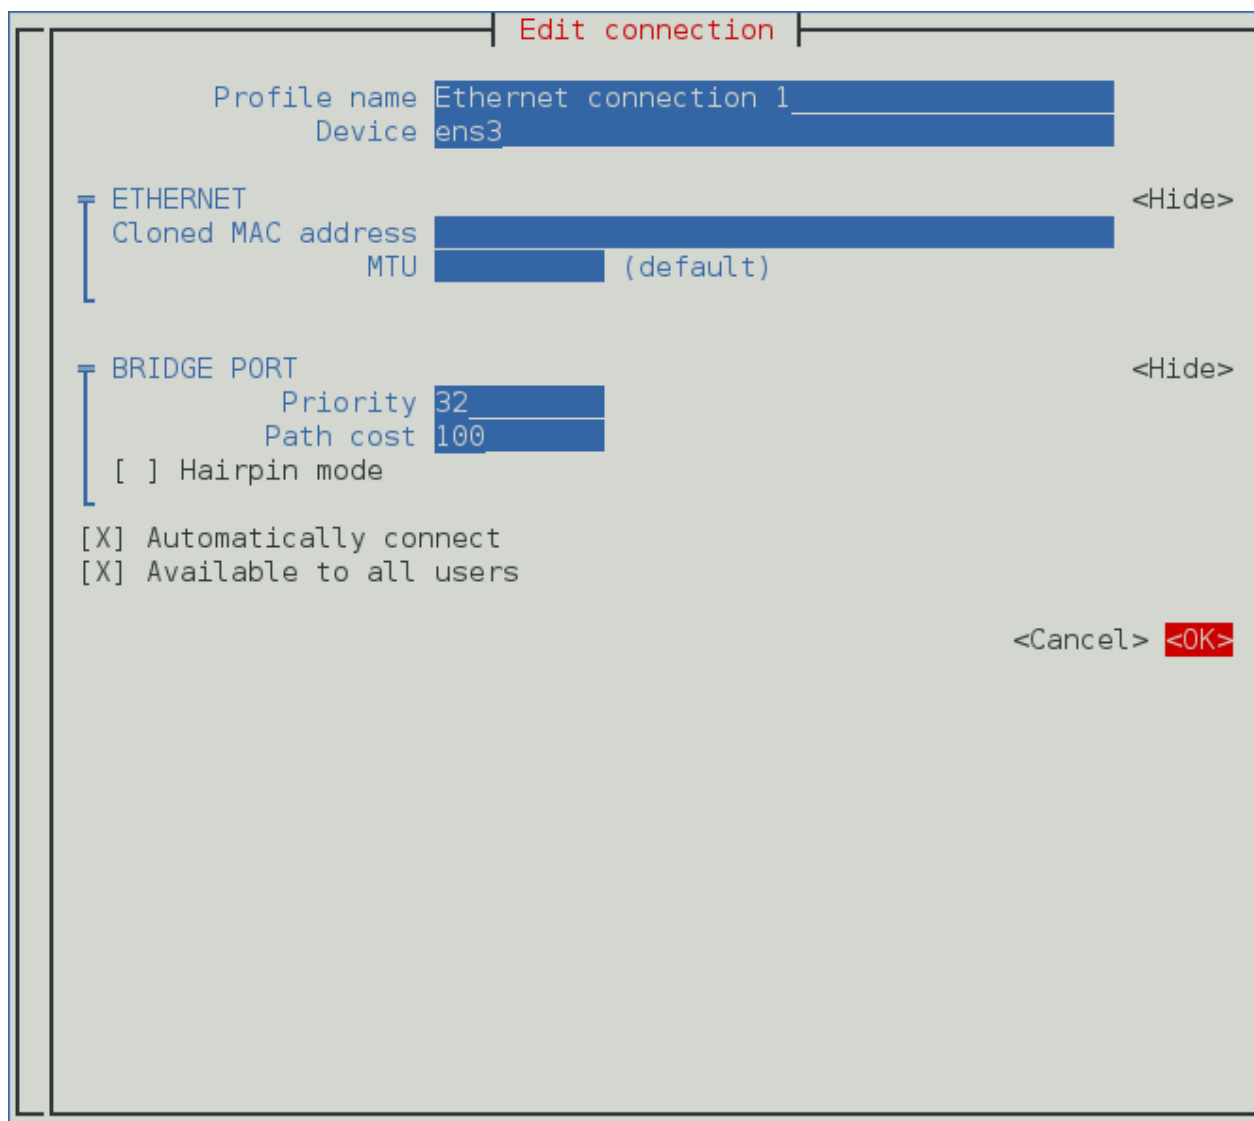 Edit connection
Profile name Ethernet connection 1
Device ens3
ETHERNET <Hide>
Cloned MAC address
MTU (default)
BRIDGE PORT <Hide>
Priority 32
Path cost 100
[ ] Hairpin mode
[X] Automatically connect
[X] Available to all users
<Cancel> <OK>